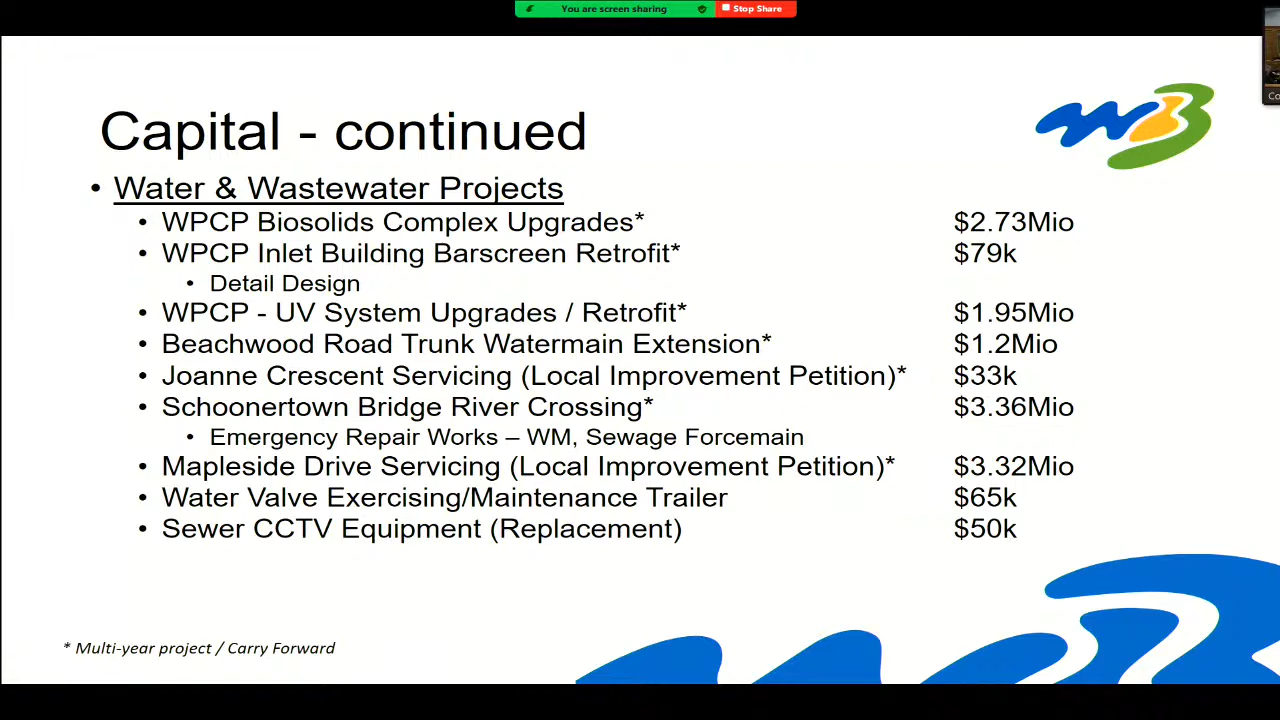 You are screen sharing
Stop Share
Co
Capital - continued
• Water & Wastewater Projects
• WPCP Biosolids Complex Upgrades* $2.73Mio
• WPCP Inlet Building Barscreen Retrofit* $79k
• Detail Design
• WPCP - UV System Upgrades / Retrofit* $1.95Mio
• Beachwood Road Trunk Watermain Extension* $1.2Mio
• Joanne Crescent Servicing (Local Improvement Petition)* $33k
• Schoonertown Bridge River Crossing* $3.36Mio
• Emergency Repair Works – WM, Sewage Forcemain
• Mapleside Drive Servicing (Local Improvement Petition)* $3.32Mio
• Water Valve Exercising/Maintenance Trailer $65k
• Sewer CCTV Equipment (Replacement) $50k
* Multi-year project / Carry Forward